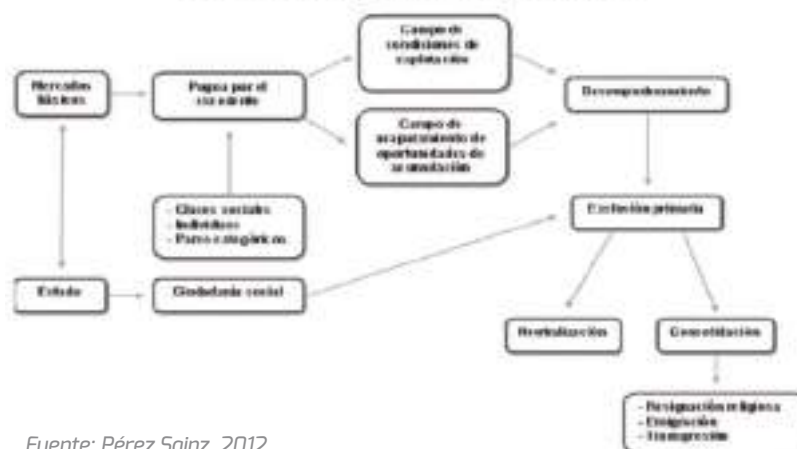 Mercados
básicos
Pugna por el
excedente
Campo de
condiciones de
explotación
Campo de
acaparamiento de
oportunidades de
acumulación
Desempoderamiento
- Clases sociales
- Individuos
- Pares categóricos
Exclusión primaria
Estado
Ciudadanía social
Neutralización
Consolidación
- Resignación religiosa
- Emigración
- Transgresión
Fuente: Pérez Sainz, 2012